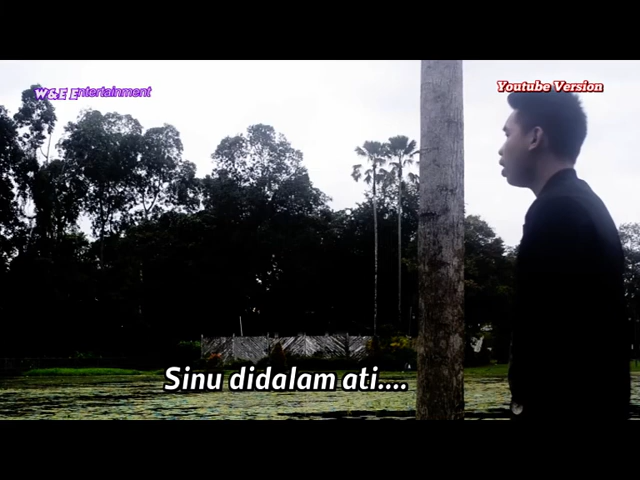 W&E Entertainment
Youtube Version
Sinu didalam ati....